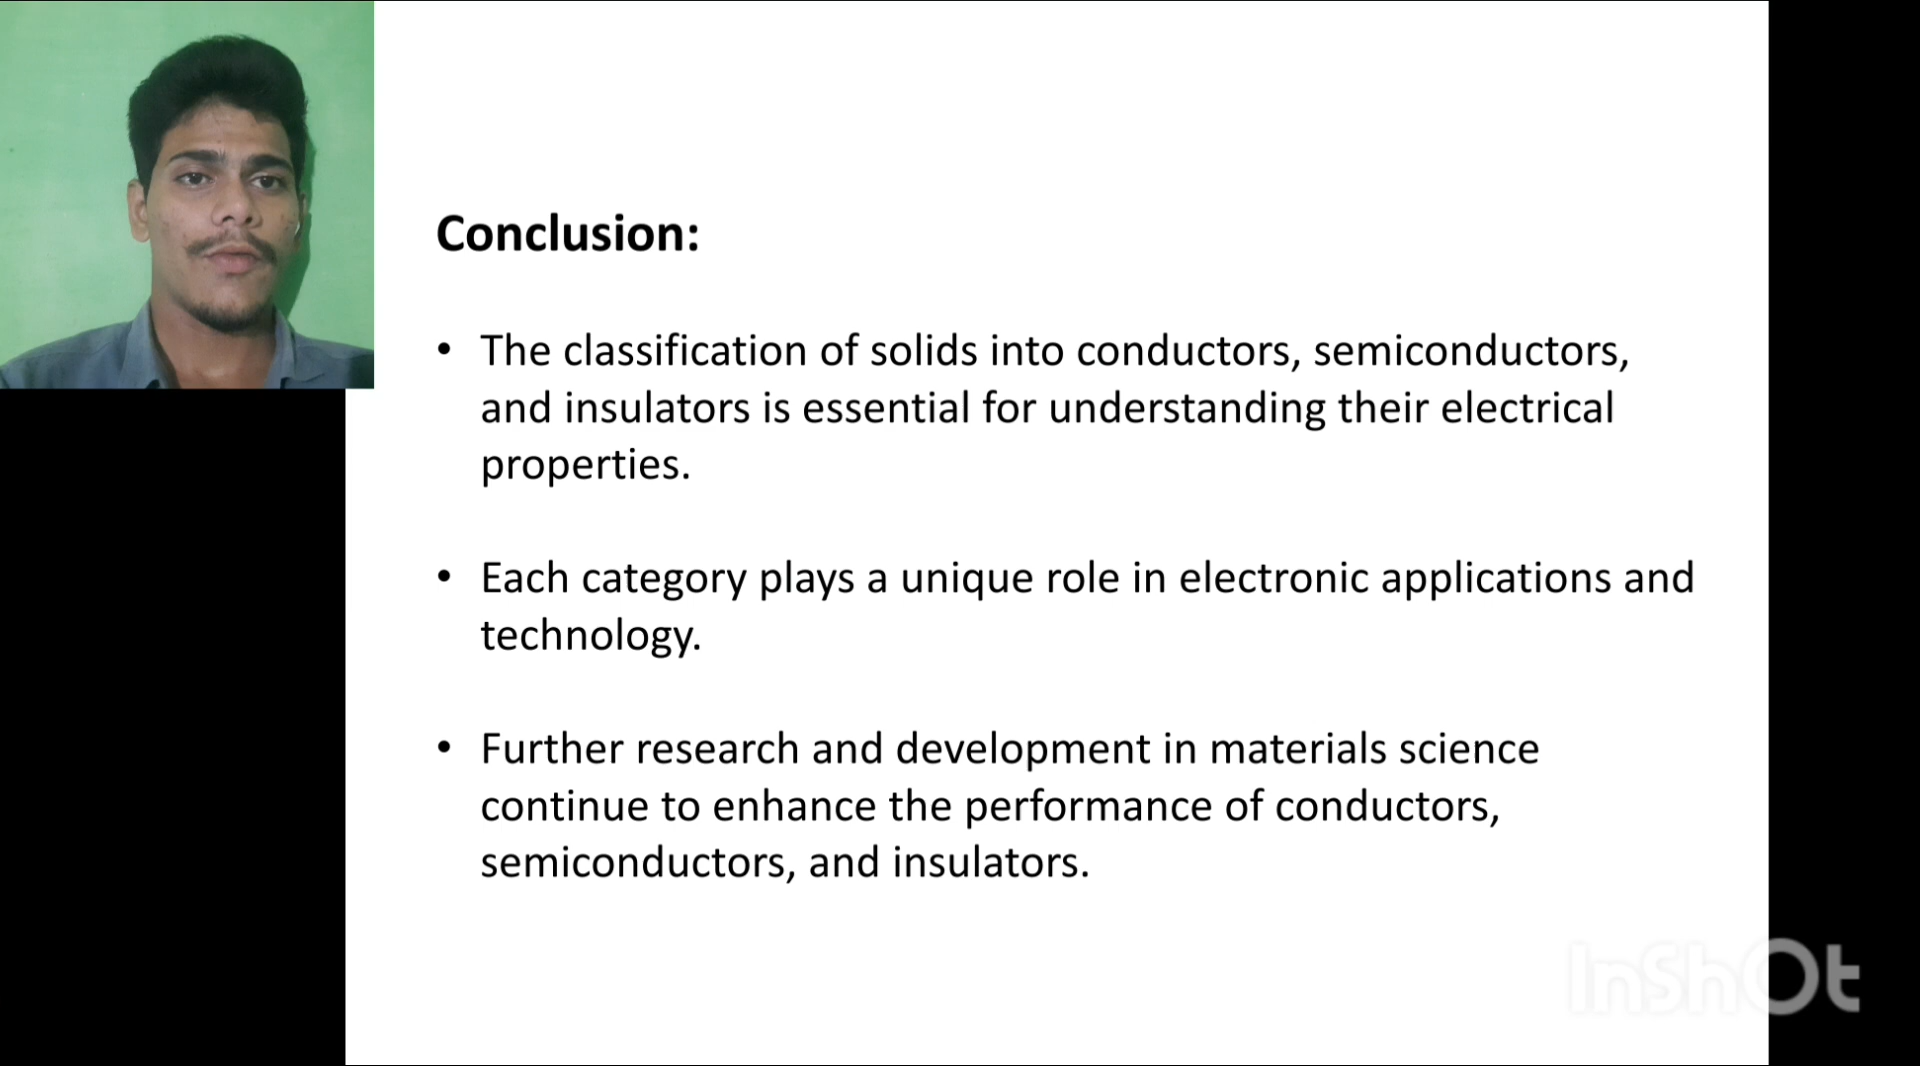 Conclusion:
• The classification of solids into conductors, semiconductors,
and insulators is essential for understanding their electrical
properties.
• Each category plays a unique role in electronic applications and
technology.
• Further research and development in materials science
continue to enhance the performance of conductors,
semiconductors, and insulators.
InShOt